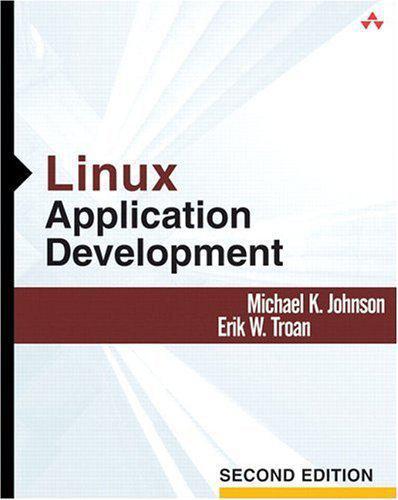 Linux
Application
Development
Michael K. Johnson
Erik W. Troan
SECOND EDITION